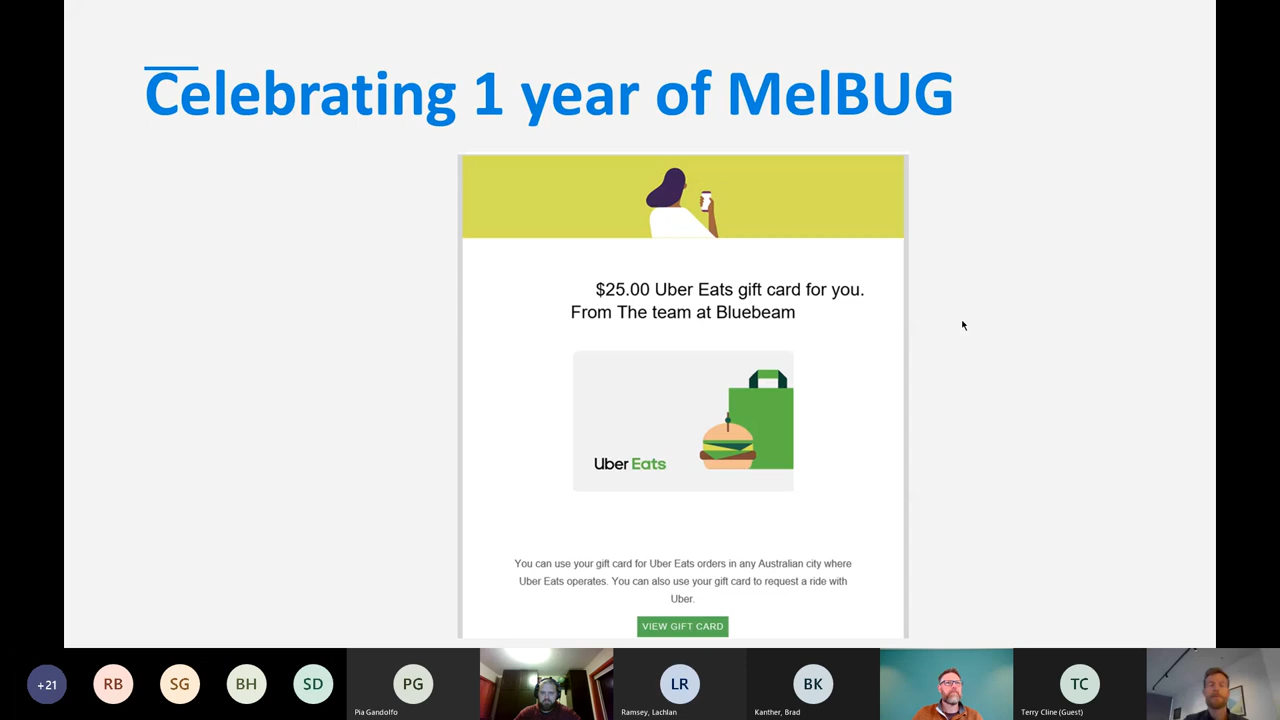 Celebrating 1 year of MelBUG
$25.00 Uber Eats gift card for you.
From The team at Bluebeam
Uber Eats
You can use your gift card for Uber Eats orders in any Australian city where
Uber Eats operates. You can also use your gift card to request a ride with
Uber.
VIEW GIFT CARD
+21
RB
SG
BH
SD
PG
Pia Gandolfo
LR
Ramsey, Lachlan
BK
Kanther, Brad
TC
Terry Cline (Guest)